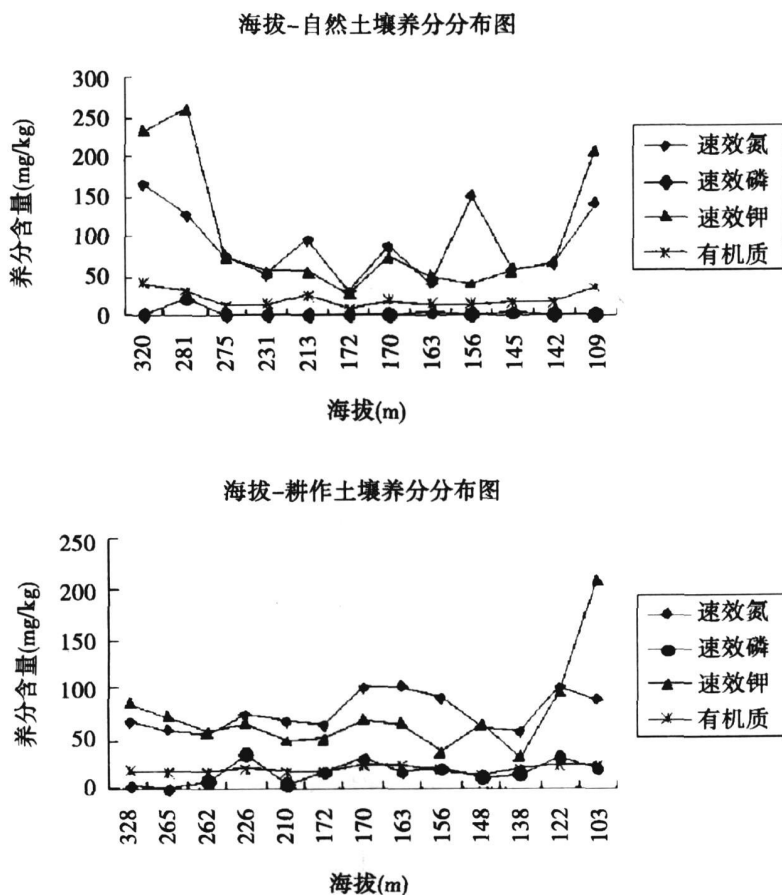 海拔-自然土壤养分分布图
养分含量(mg/kg)
300
250
200
150
100
50
0
320
281
275
231
213
172
170
163
156
145
142
109
海拔(m)
速效氮
速效磷
速效钾
有机质
海拔-耕作土壤养分分布图
养分含量(mg/kg)
250
200
150
100
50
0
328
265
262
226
210
172
170
163
156
148
138
122
103
海拔(m)
速效氮
速效磷
速效钾
有机质